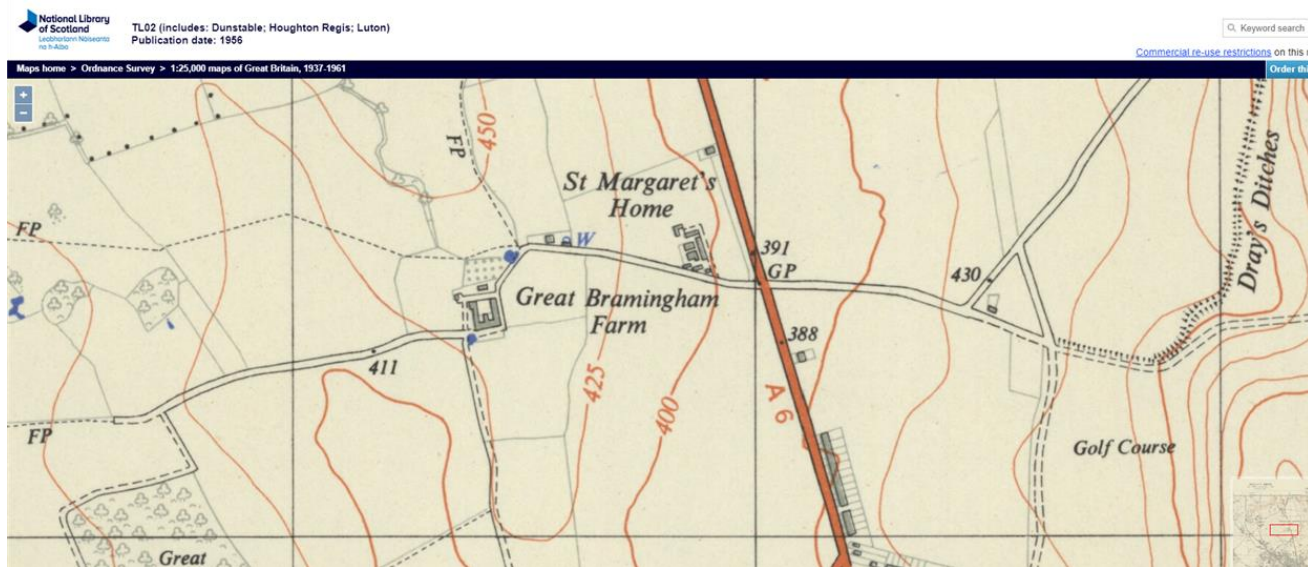 National Library
of Scotland
Leabharlann Nàiseanta
na h-Alba
TL02 (includes: Dunstable; Houghton Regis; Luton)
Publication date: 1956
Keyword search
Commercial re-use restrictions on this
Maps home > Ordnance Survey > 1:25,000 maps of Great Britain, 1937-1961
Order thi
+
−
450
FP
St Margaret's
Home
Dray's Ditches
FP
W
391
GP
430
Great Bramingham
Farm
388
411
425
400
A 6
FP
Golf Course
Great